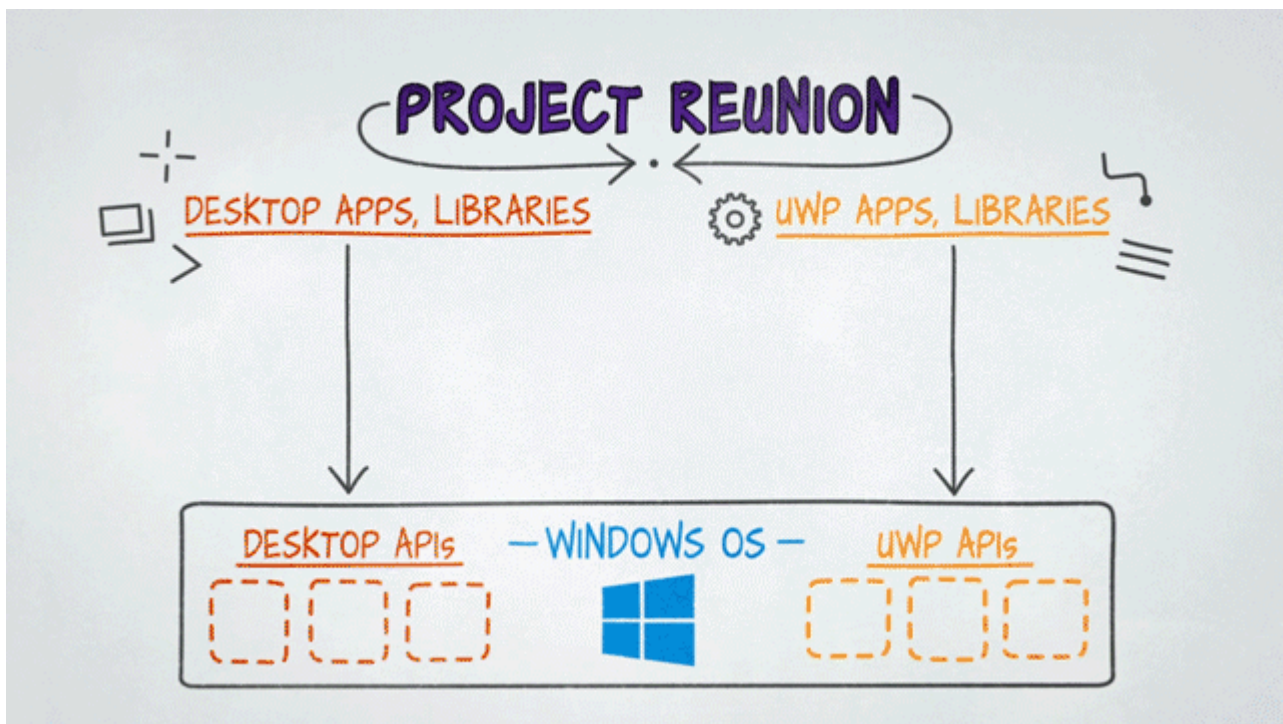 PROJECT REUNION
DESKTOP APPS, LIBRARIES
UWP APPS, LIBRARIES
DESKTOP APIs
WINDOWS OS
UWP APIs